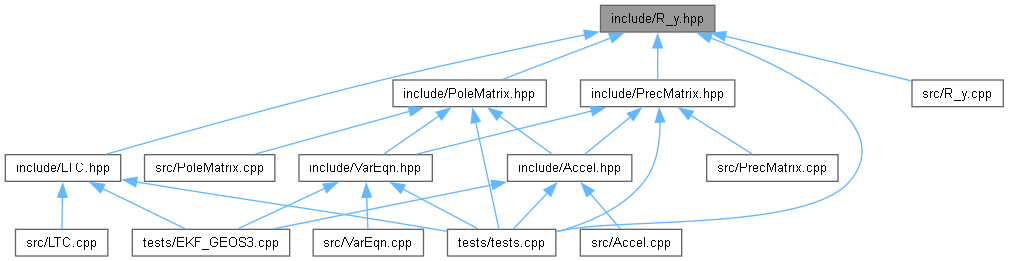 include/R_y.hpp
include/PoleMatrix.hpp
include/PrecMatrix.hpp
src/R_y.cpp
include/LTC.hpp
src/PoleMatrix.cpp
include/VarEqn.hpp
include/Accel.hpp
src/PrecMatrix.cpp
src/LTC.cpp
tests/EKF_GEOS3.cpp
src/VarEqn.cpp
tests/tests.cpp
src/Accel.cpp